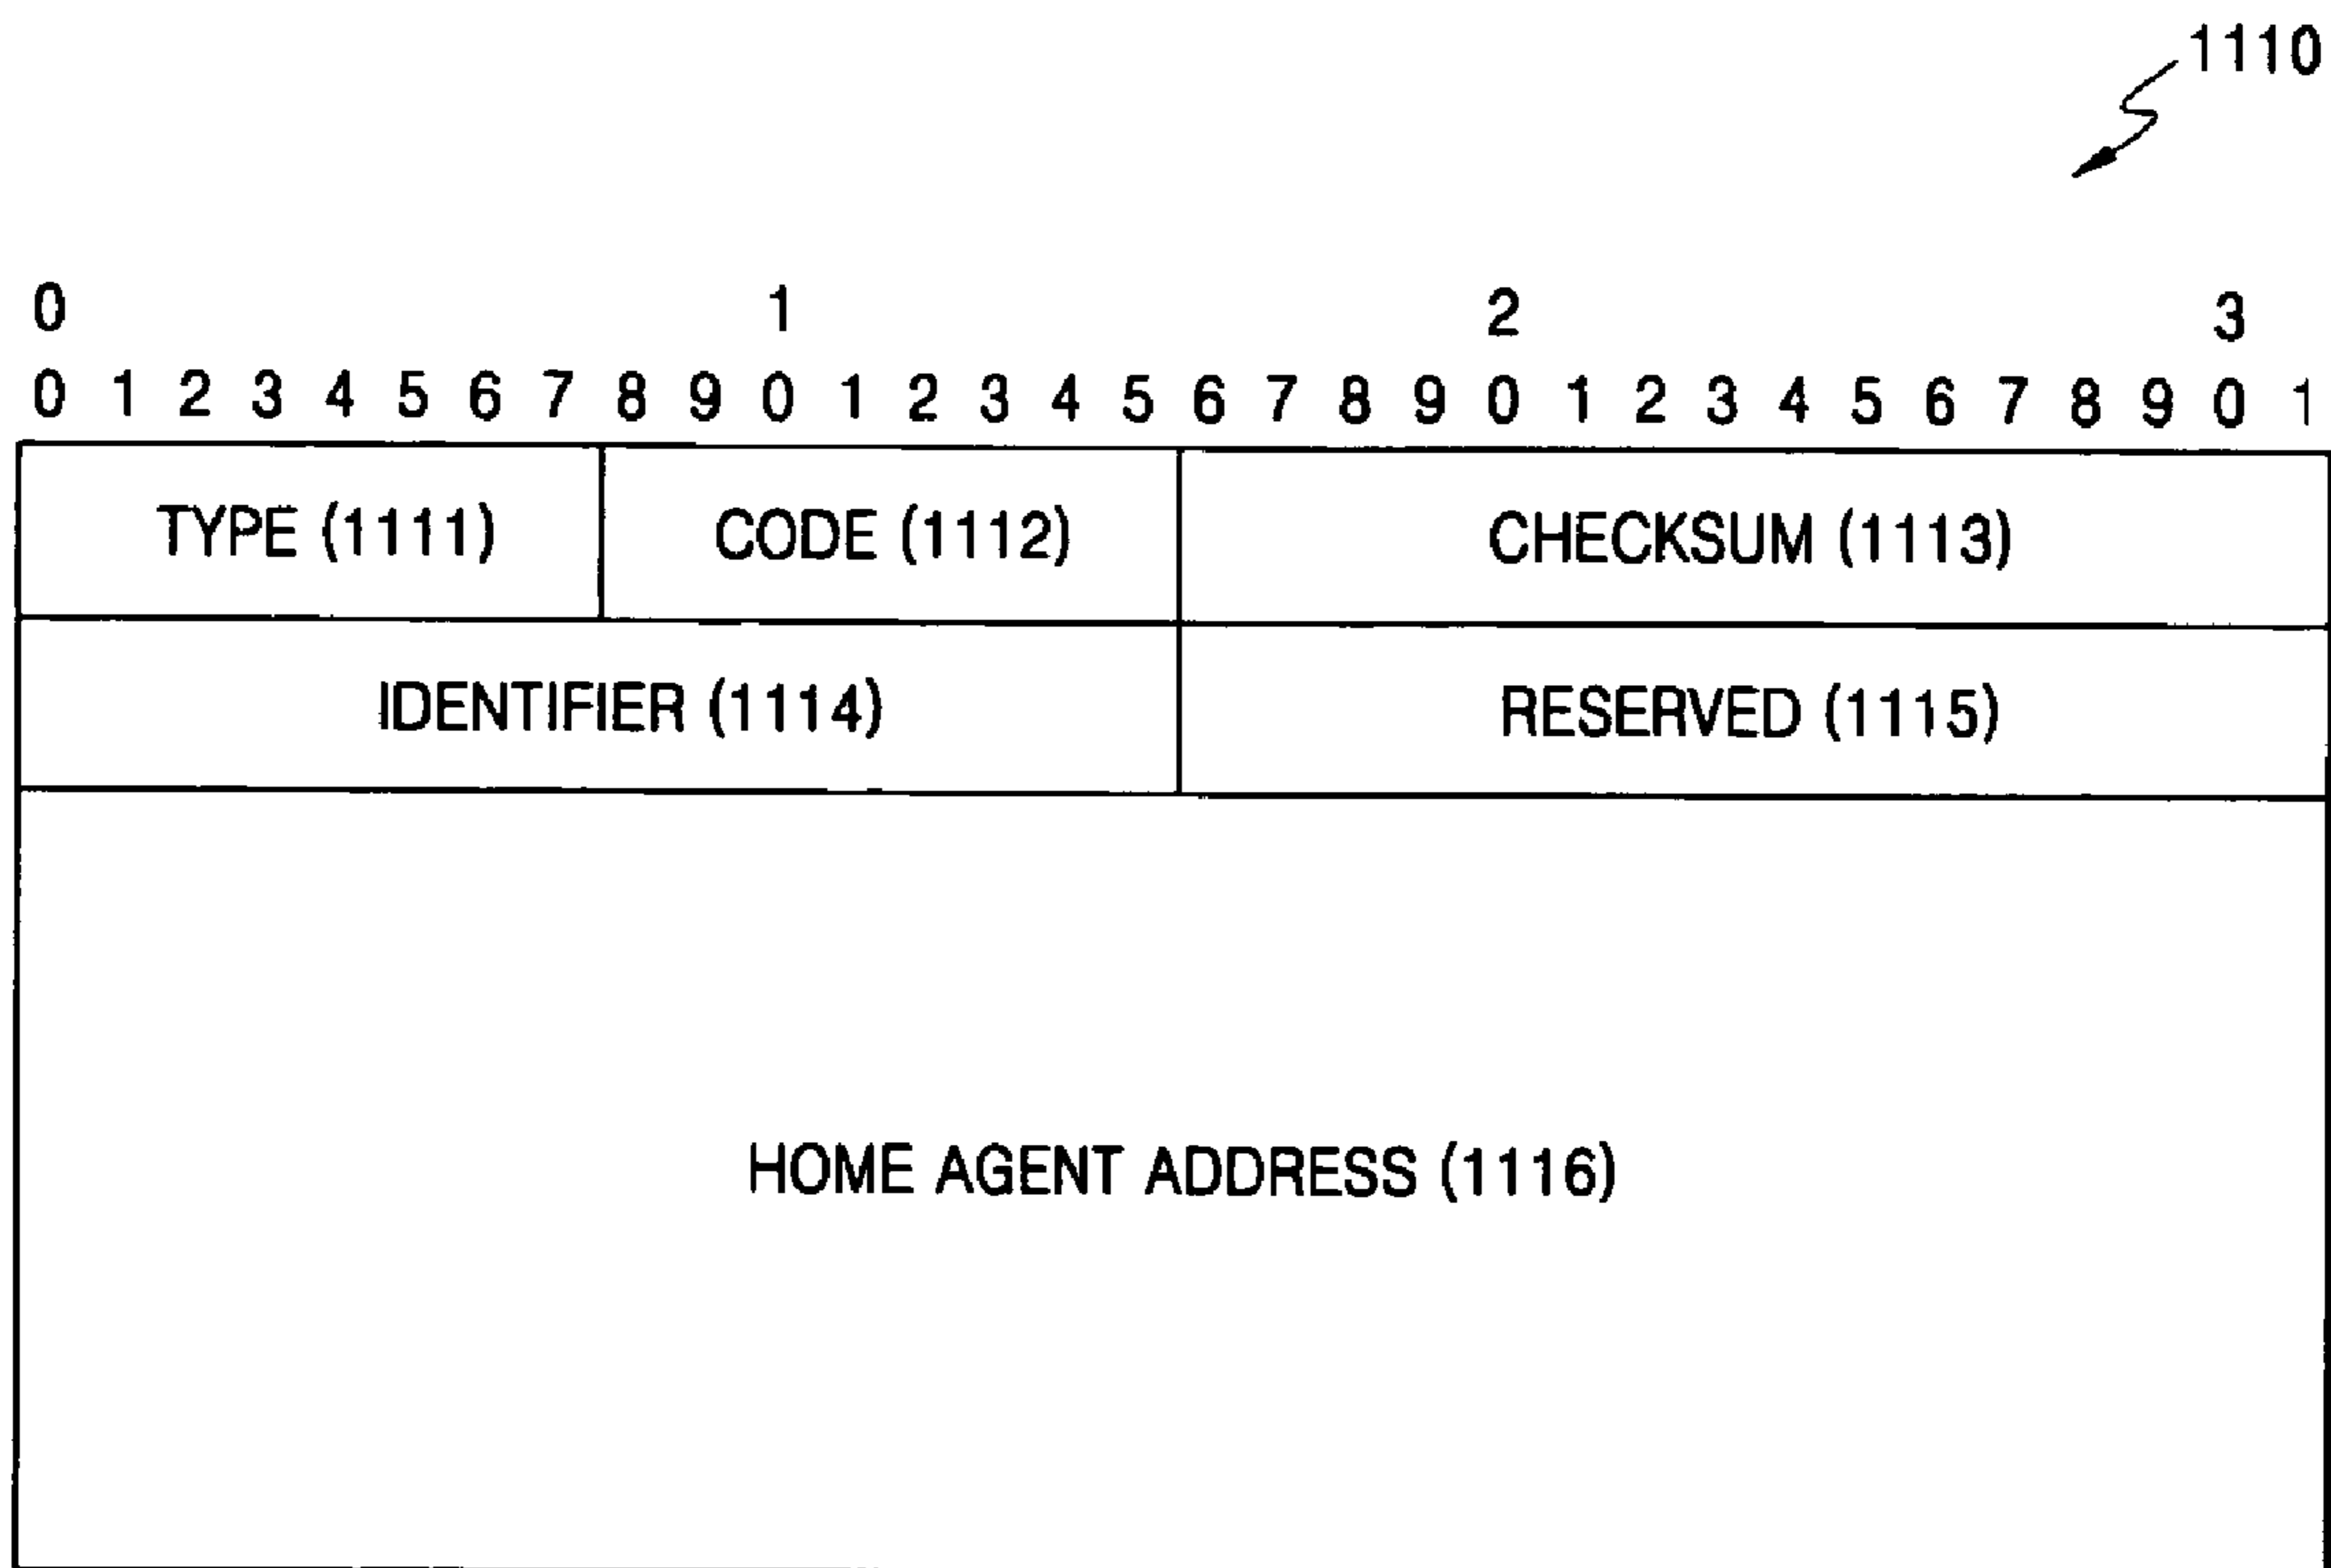 1110
0 1 2 3
0 1 2 3 4 5 6 7 8 9 0 1 2 3 4 5 6 7 8 9 0 1 2 3 4 5 6 7 8 9 0 1
TYPE (1111) CODE (1112) CHECKSUM (1113)
IDENTIFIER (1114) RESERVED (1115)
HOME AGENT ADDRESS (1116)